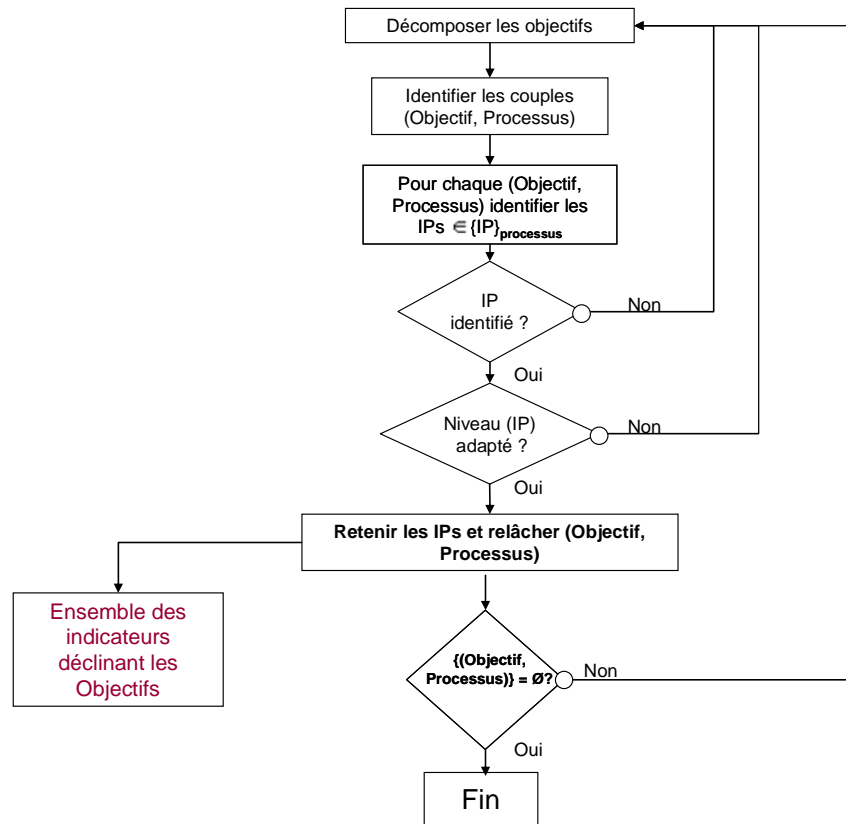 Décomposer les objectifs
Identifier les couples
(Objectif, Processus)
Pour chaque (Objectif,
Processus) identifier les
IPs ∈ {IP}processus
IP
identifié ?
Non
Oui
Niveau (IP)
adapté ?
Non
Oui
Retenir les IPs et relâcher (Objectif,
Processus)
Ensemble des
indicateurs
déclinant les
Objectifs
{(Objectif,
Processus)} = Ø?
Non
Oui
Fin